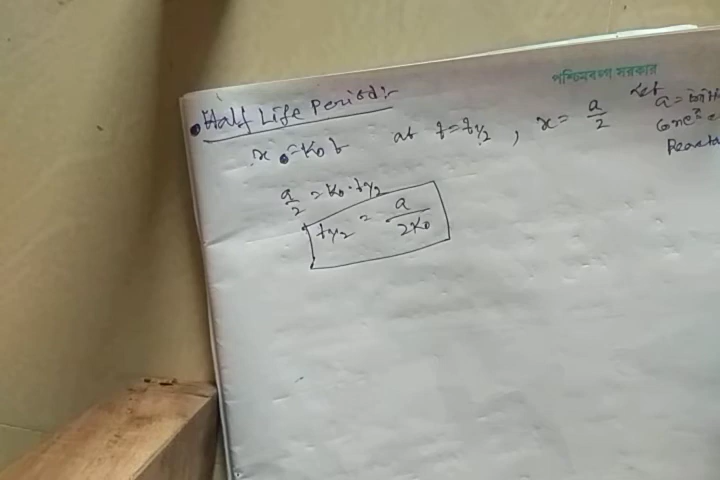 পশ্চিমবঙ্গ সরকার
Half Life Period:-
x = K₀ t at t = t½, x = a/2 Let a =
Conc^n
a/2 = K₀ · t½
t½ = a/2K₀